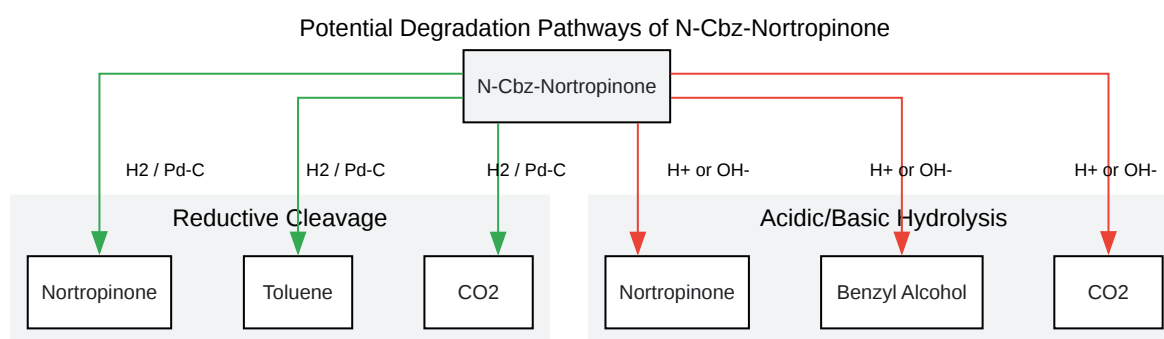 Potential Degradation Pathways of N-Cbz-Nortropinone
N-Cbz-Nortropinone
H2 / Pd-C
H2 / Pd-C
H2 / Pd-C
H+ or OH-
H+ or OH-
H+ or OH-
Reductive Cleavage
Acidic/Basic Hydrolysis
Nortropinone
Toluene
CO2
Nortropinone
Benzyl Alcohol
CO2